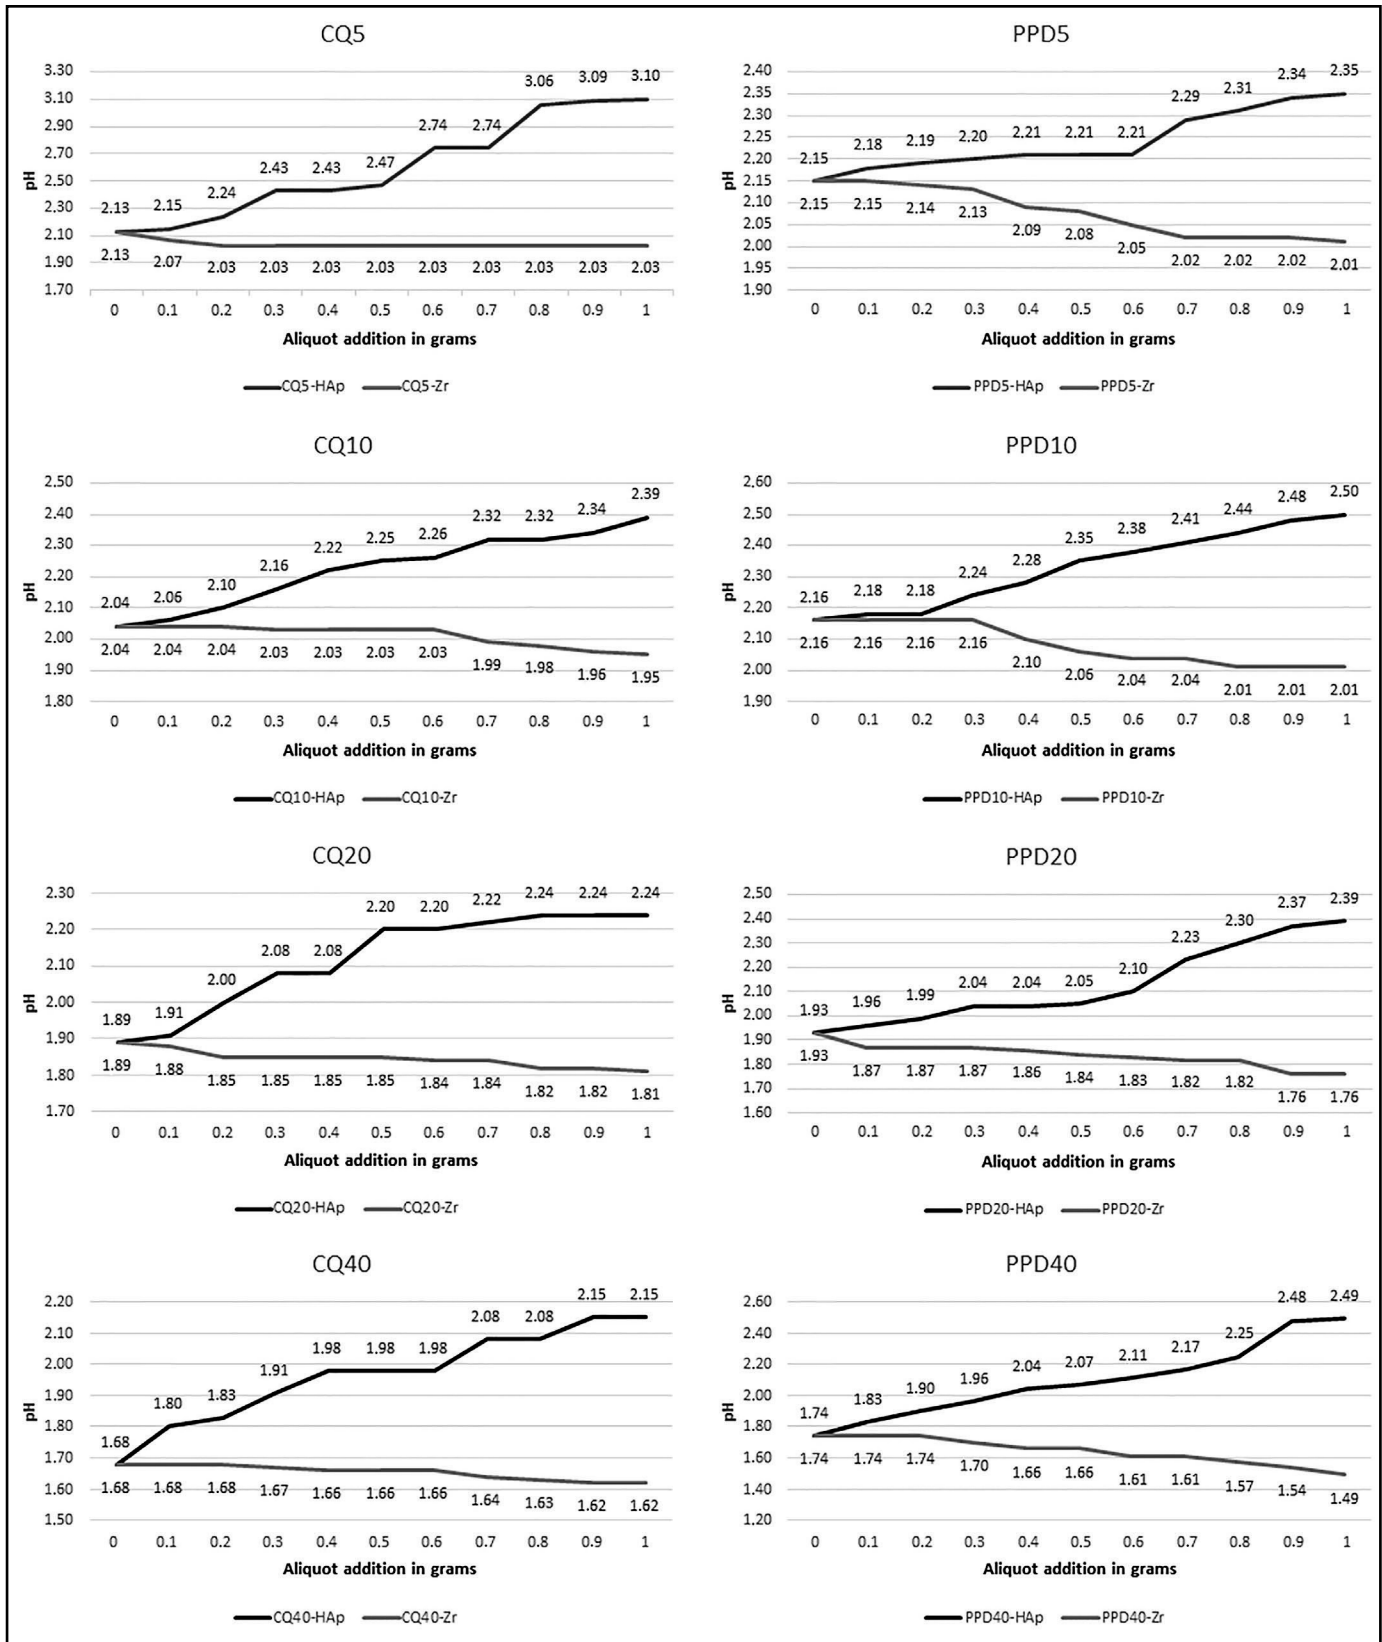 CQ5
3.30
3.10
2.90
2.70
2.50
2.30
2.10
1.90
1.70
pH
2.13 2.15 2.24 2.43 2.43 2.47 2.74 2.74 3.06 3.09 3.10
2.13 2.07 2.03 2.03 2.03 2.03 2.03 2.03 2.03 2.03 2.03
0 0.1 0.2 0.3 0.4 0.5 0.6 0.7 0.8 0.9 1
Aliquot addition in grams
CQ5-HAp CQ5-Zr
PPD5
2.40
2.35
2.30
2.25
2.20
2.15
2.10
2.05
2.00
1.95
1.90
pH
2.15 2.18 2.19 2.20 2.21 2.21 2.21 2.29 2.31 2.34 2.35
2.15 2.15 2.14 2.13 2.09 2.08 2.05 2.02 2.02 2.02 2.01
0 0.1 0.2 0.3 0.4 0.5 0.6 0.7 0.8 0.9 1
Aliquot addition in grams
PPD5-HAp PPD5-Zr
CQ10
2.50
2.40
2.30
2.20
2.10
2.00
1.90
1.80
pH
2.04 2.06 2.10 2.16 2.22 2.25 2.26 2.32 2.32 2.34 2.39
2.04 2.04 2.04 2.03 2.03 2.03 2.03 1.99 1.98 1.96 1.95
0 0.1 0.2 0.3 0.4 0.5 0.6 0.7 0.8 0.9 1
Aliquot addition in grams
CQ10-HAp CQ10-Zr
PPD10
2,60
2.50
2.40
2.30
2.20
2.10
2.00
1.90
pH
2.16 2.18 2.18 2.24 2.28 2.35 2.38 2.41 2.44 2.48 2.50
2.16 2.16 2.16 2.16 2.10 2.06 2.04 2.04 2.01 2.01 2.01
0 0.1 0.2 0.3 0.4 0.5 0.6 0.7 0.8 0.9 1
Aliquot addition in grams
PPD10-HAp PPD10-Zr
CQ20
2.30
2.20
2.10
2.00
1.90
1.80
1.70
pH
1.89 1.91 2.00 2.08 2.08 2.20 2.20 2.22 2.24 2.24 2.24
1.89 1.88 1.85 1.85 1.85 1.85 1.84 1.84 1.82 1.82 1.81
0 0.1 0.2 0.3 0.4 0.5 0.6 0.7 0.8 0.9 1
Aliquot addition in grams
CQ20-HAp CQ20-Zr
PPD20
2.50
2.40
2.30
2.20
2.10
2.00
1.90
1.80
1.70
1.60
pH
1.93 1.96 1.99 2.04 2.04 2.05 2.10 2.23 2.30 2.37 2.39
1.93 1.87 1.87 1.87 1.86 1.84 1.83 1.82 1.82 1.76 1.76
0 0.1 0.2 0.3 0.4 0.5 0.6 0.7 0.8 0.9 1
Aliquot addition in grams
PPD20-HAp PPD20-Zr
CQ40
2.20
2.10
2.00
1.90
1.80
1.70
1.60
1.50
pH
1.68 1.80 1.83 1.91 1.98 1.98 1.98 2.08 2.08 2.15 2.15
1.68 1.68 1.68 1.67 1.66 1.66 1.66 1.64 1.63 1.62 1.62
0 0.1 0.2 0.3 0.4 0.5 0.6 0.7 0.8 0.9 1
Aliquot addition in grams
CQ40-HAp CQ40-Zr
PPD40
2.60
2.40
2.20
2.00
1.80
1.60
1.40
1.20
pH
1.74 1.83 1.90 1.96 2.04 2.07 2.11 2.17 2.25 2.48 2.49
1.74 1.74 1.74 1.70 1.66 1.66 1.61 1.61 1.57 1.54 1.49
0 0.1 0.2 0.3 0.4 0.5 0.6 0.7 0.8 0.9 1
Aliquot addition in grams
PPD40-HAp PPD40-Zr